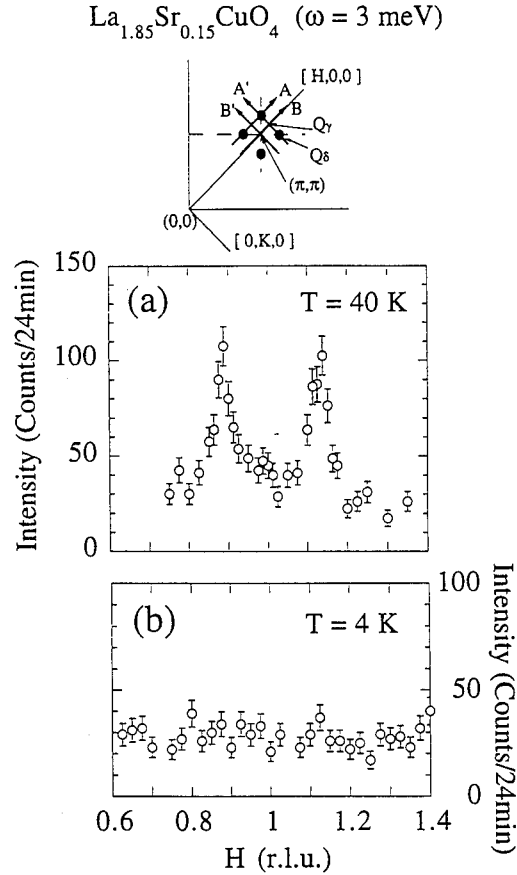 La1.85Sr0.15CuO4 (ω = 3 meV)
[ H,0,0 ]
A' A
B' B
Qγ
Qδ
(π,π)
(0,0)
[ 0,K,0 ]
150
100
50
0
Intensity (Counts/24min)
(a) T = 40 K
100
50
0
Intensity (Counts/24min)
(b) T = 4 K
0.6 0.8 1 1.2 1.4
H (r.l.u.)